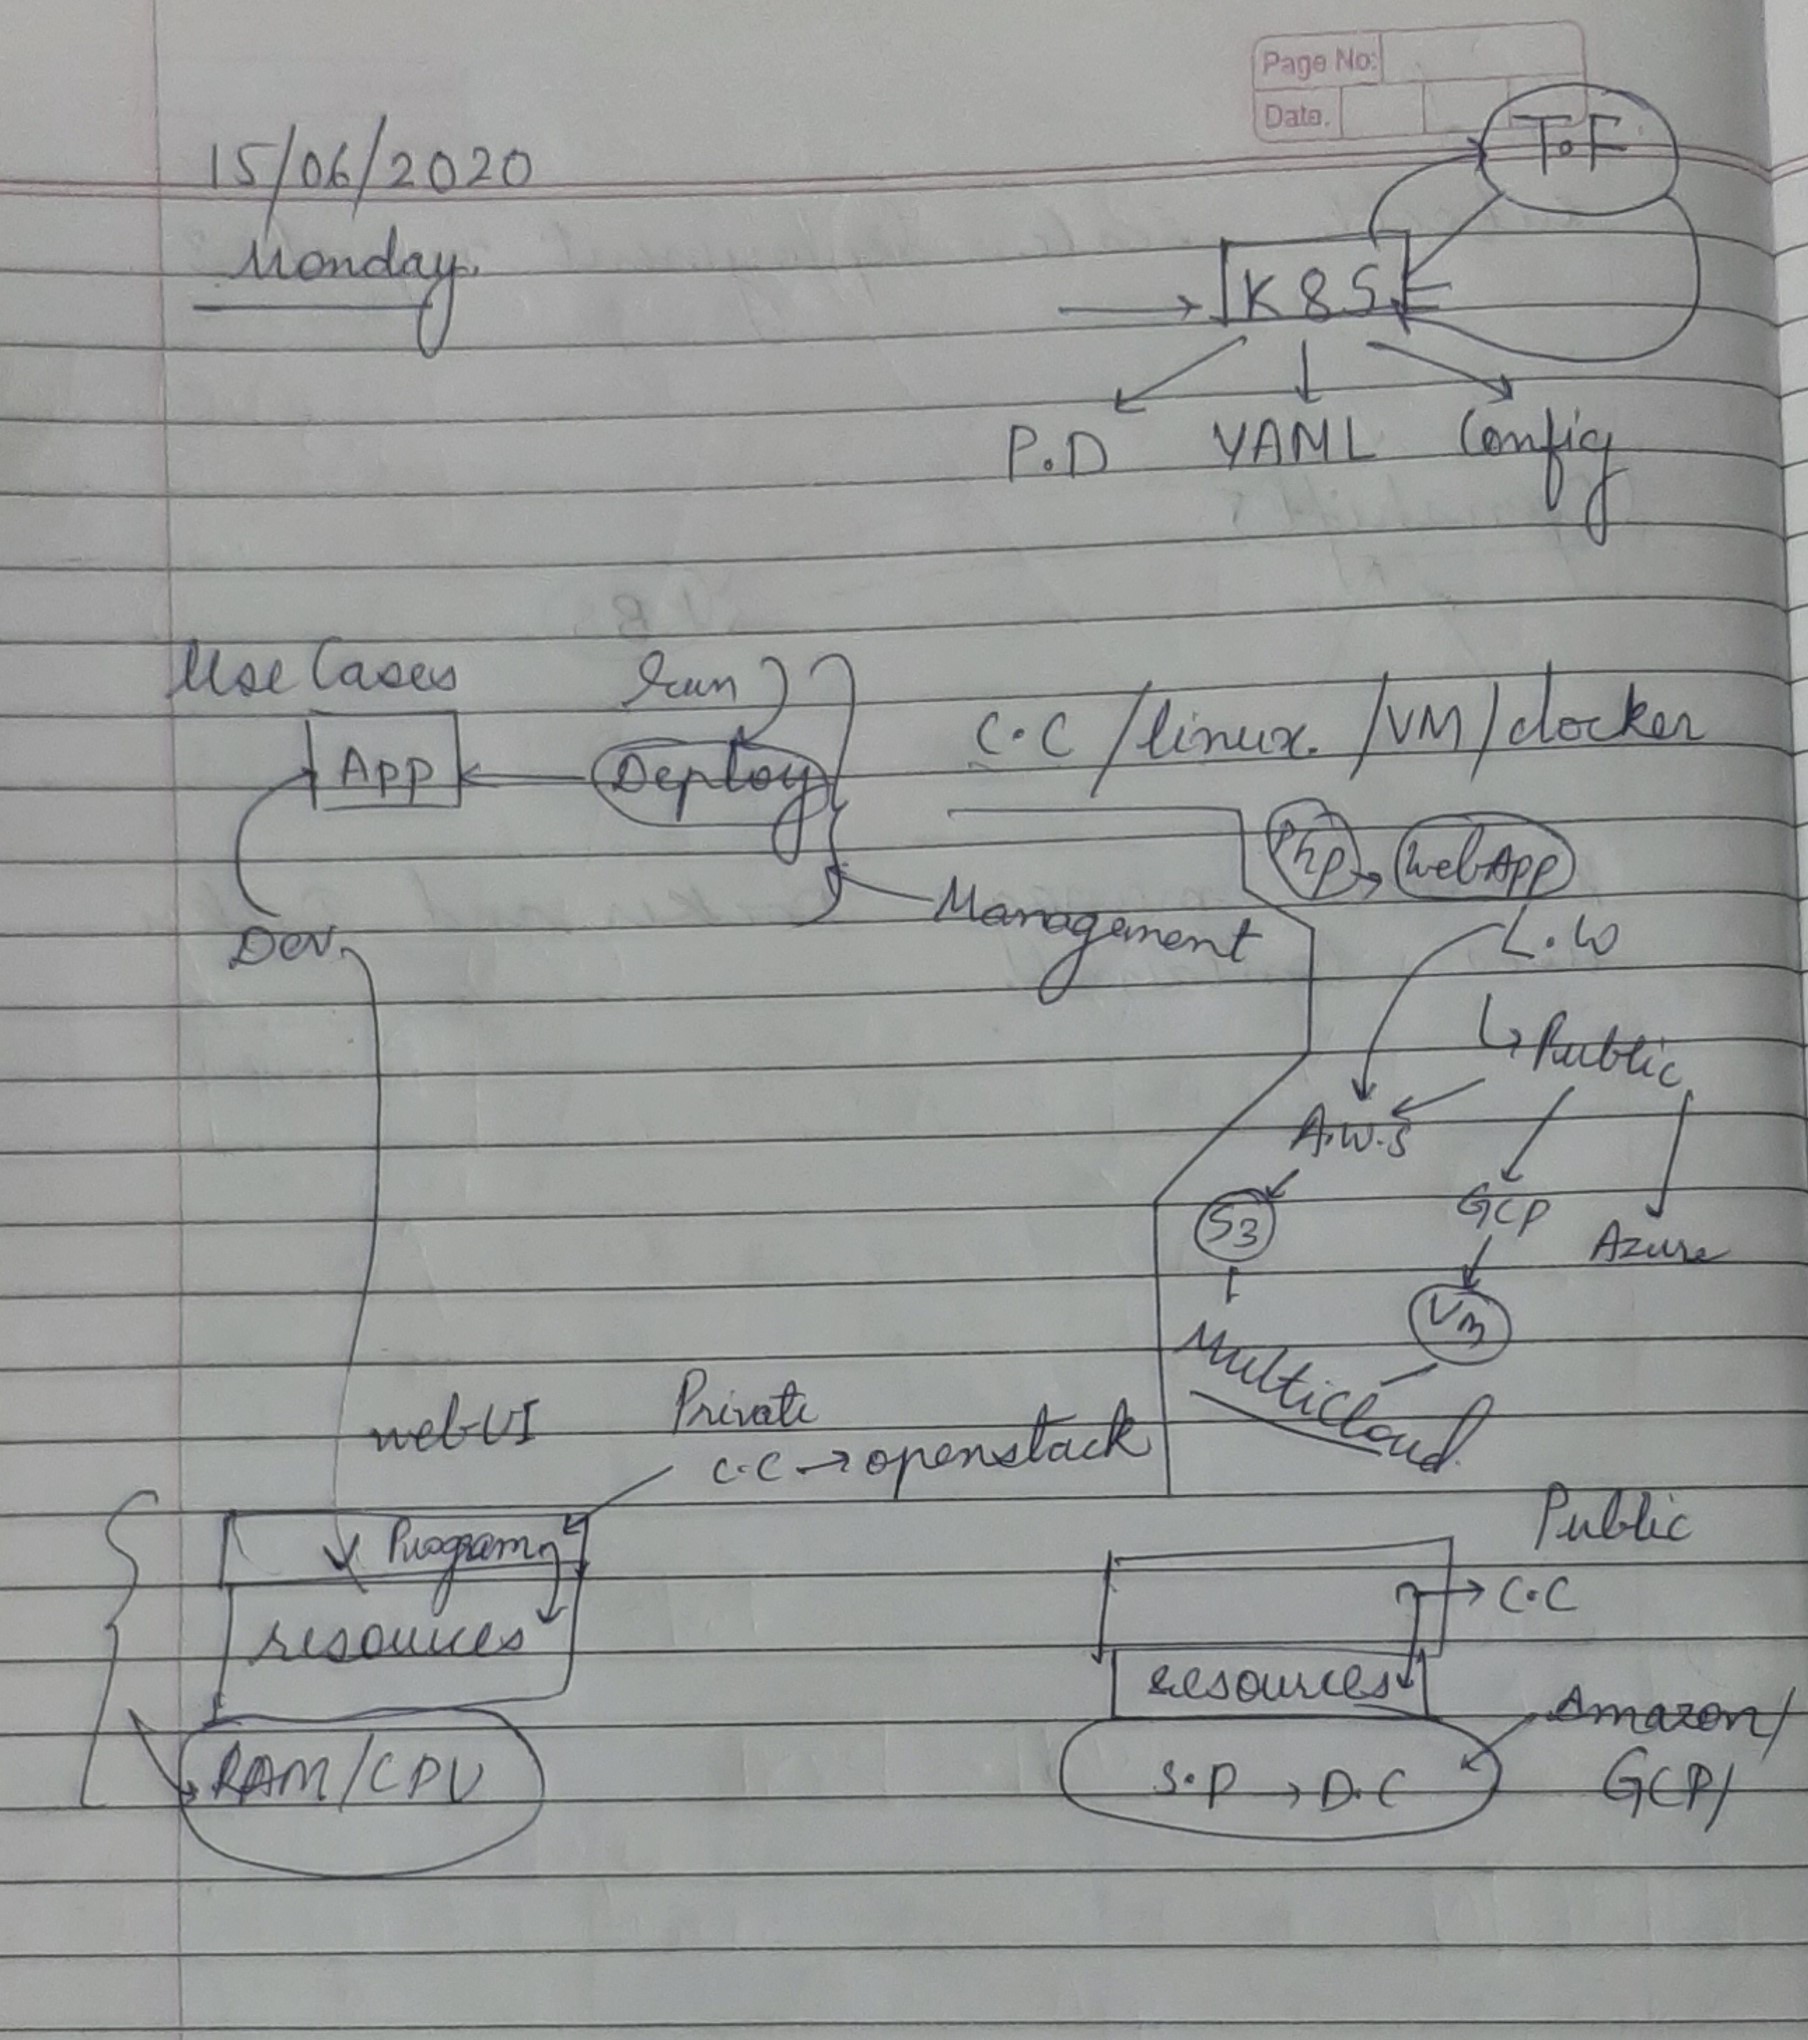 Page No:
Date.
15/06/2020
Monday.
T.F
K8S
P.D YAML Config
Use Cases
run
App
Deploy
C.C /linux. /VM/docker
Php → WebApp
Management
Dev.
L.W
↳ Public
A.W.S
S3
GCP
Azure
Vm
Multicloud
webUI
Private
C.C → openstack
Program
resources
RAM/CPU
Public
C.C
resources
S.P → D.C
Amazon/
GCP/